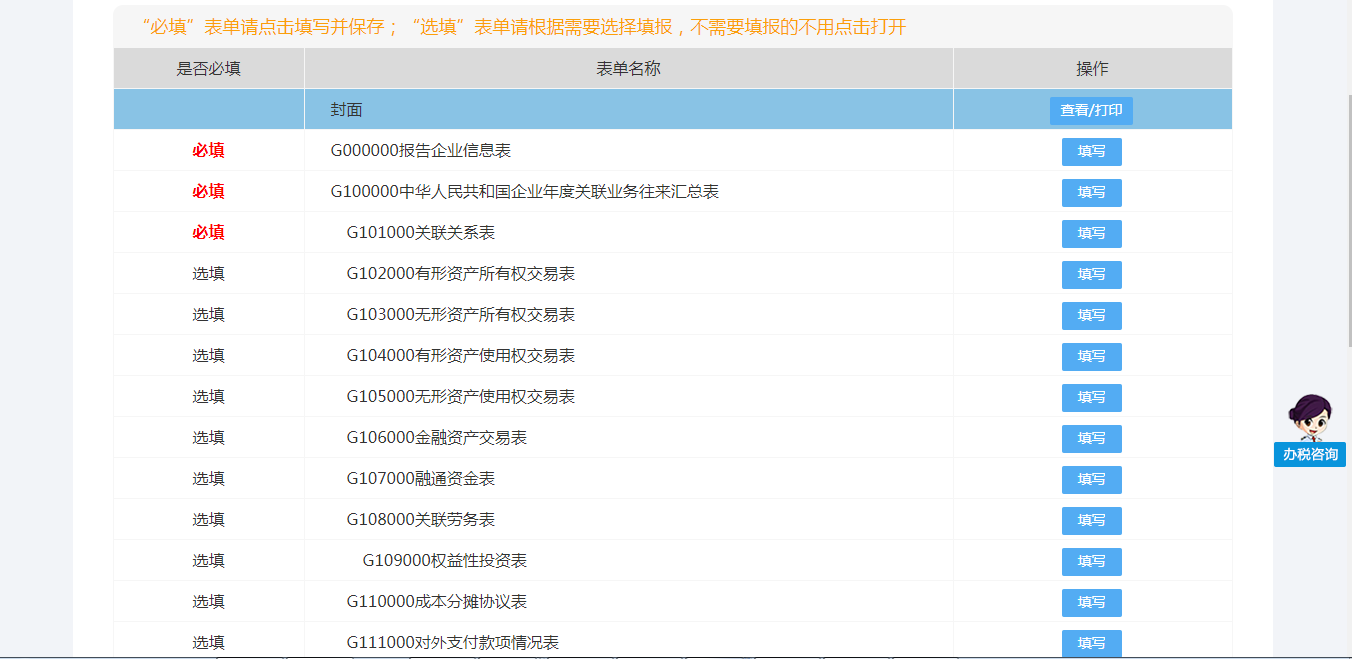 “必填”表单请点击填写并保存；“选填”表单请根据需要选择填报，不需要填报的不用点击打开
是否必填 表单名称 操作
封面 查看/打印
必填 G000000报告企业信息表 填写
必填 G100000中华人民共和国企业年度关联业务往来汇总表 填写
必填 G101000关联关系表 填写
选填 G102000有形资产所有权交易表 填写
选填 G103000无形资产所有权交易表 填写
选填 G104000有形资产使用权交易表 填写
选填 G105000无形资产使用权交易表 填写
选填 G106000金融资产交易表 填写
选填 G107000融通资金表 填写
选填 G108000关联劳务表 填写
选填 G109000权益性投资表 填写
选填 G110000成本分摊协议表 填写
选填 G111000对外支付款项情况表 填写
办税咨询